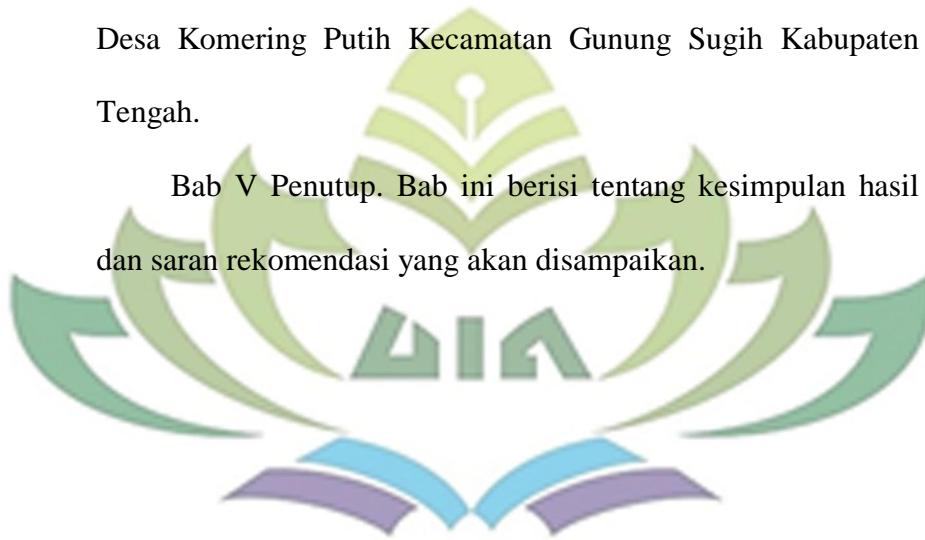 Desa Komering Putih Kecamatan Gunung Sugih Kabupaten
Tengah.
Bab V Penutup. Bab ini berisi tentang kesimpulan hasil
dan saran rekomendasi yang akan disampaikan.
UIN